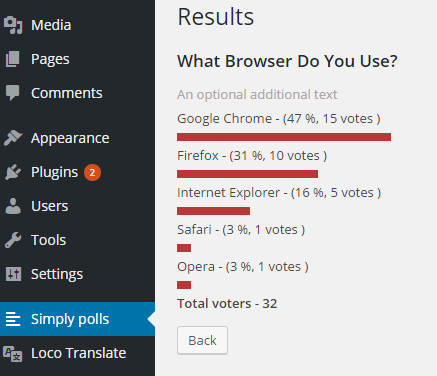 Media
Pages
Comments
Appearance
Plugins 2
Users
Tools
Settings
Simply polls
Loco Translate
Results
What Browser Do You Use?
An optional additional text
Google Chrome - (47 %, 15 votes )
Firefox - (31 %, 10 votes )
Internet Explorer - (16 %, 5 votes )
Safari - (3 %, 1 votes )
Opera - (3 %, 1 votes )
Total voters - 32
Back